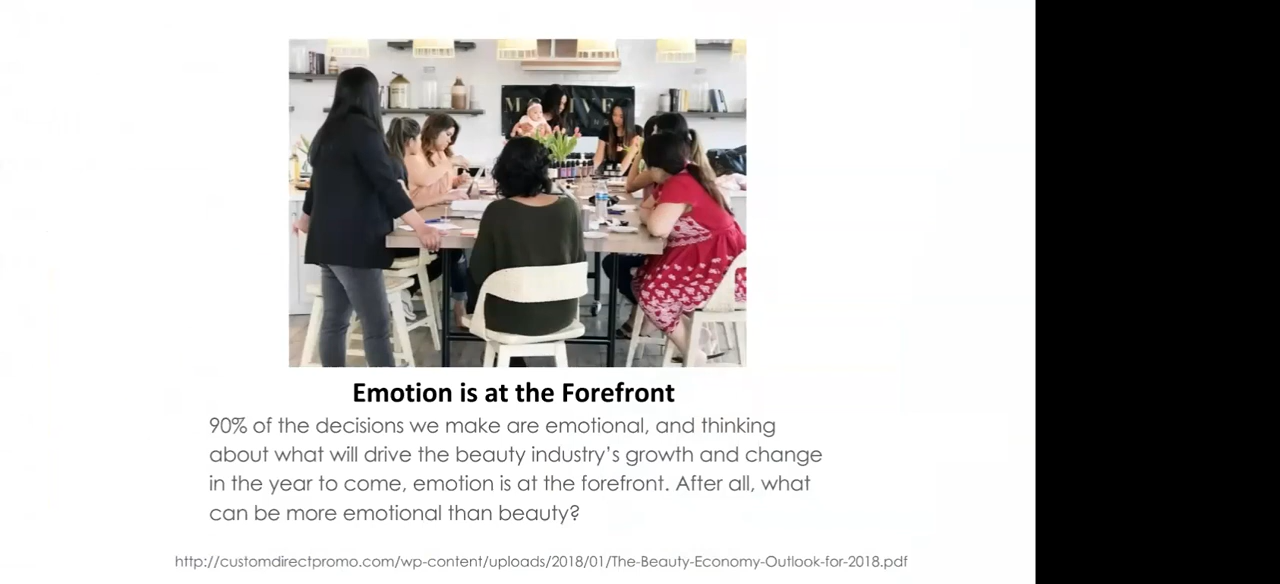 Emotion is at the Forefront
90% of the decisions we make are emotional, and thinking
about what will drive the beauty industry's growth and change
in the year to come, emotion is at the forefront. After all, what
can be more emotional than beauty?
http://customdirectpromo.com/wp-content/uploads/2018/01/The-Beauty-Economy-Outlook-for-2018.pdf